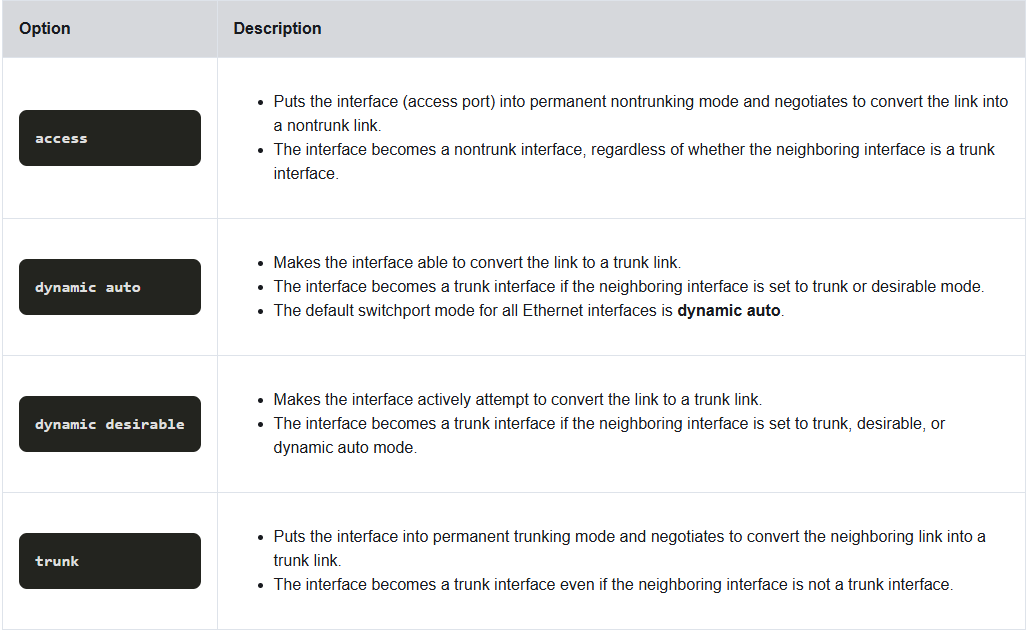 Option Description
access
Puts the interface (access port) into permanent nontrunking mode and negotiates to convert the link into
a nontrunk link.
The interface becomes a nontrunk interface, regardless of whether the neighboring interface is a trunk
interface.
dynamic auto
Makes the interface able to convert the link to a trunk link.
The interface becomes a trunk interface if the neighboring interface is set to trunk or desirable mode.
The default switchport mode for all Ethernet interfaces is dynamic auto.
dynamic desirable
Makes the interface actively attempt to convert the link to a trunk link.
The interface becomes a trunk interface if the neighboring interface is set to trunk, desirable, or
dynamic auto mode.
trunk
Puts the interface into permanent trunking mode and negotiates to convert the neighboring link into a
trunk link.
The interface becomes a trunk interface even if the neighboring interface is not a trunk interface.